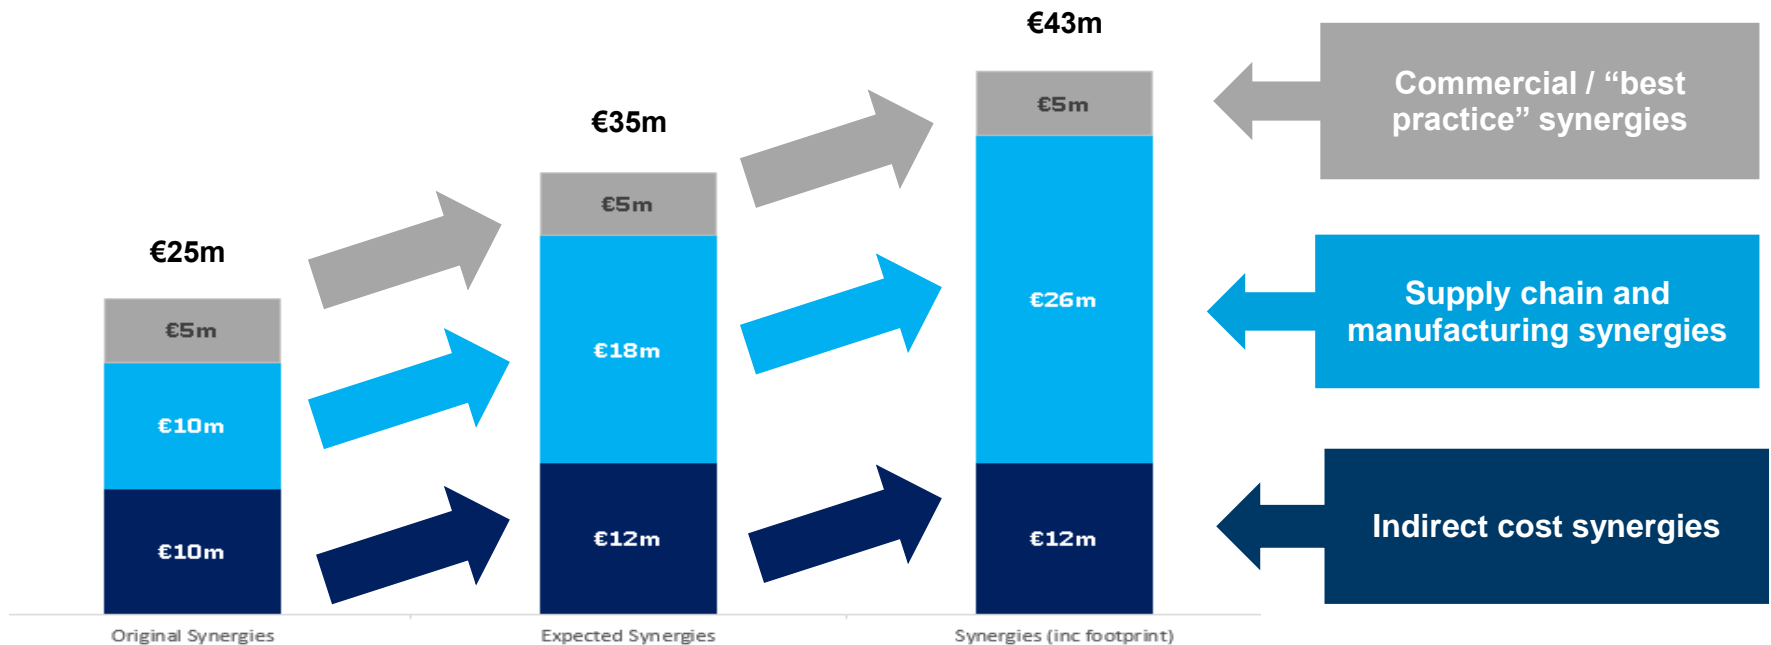 €43m
€35m
€25m
€5m
€10m
€10m
Original Synergies
€5m
€18m
€12m
Expected Synergies
€5m
€26m
€12m
Synergies (inc footprint)
Commercial / “best
practice” synergies
Supply chain and
manufacturing synergies
Indirect cost synergies